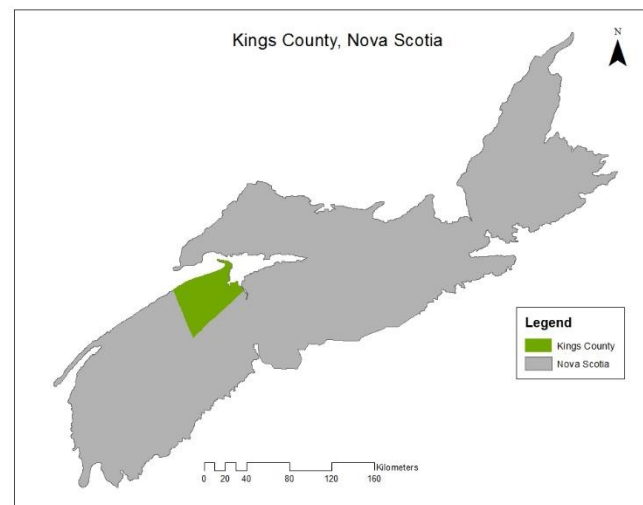 Kings County, Nova Scotia
N
Legend
Kings County
Nova Scotia
Kilometers
0 20 40 80 120 160